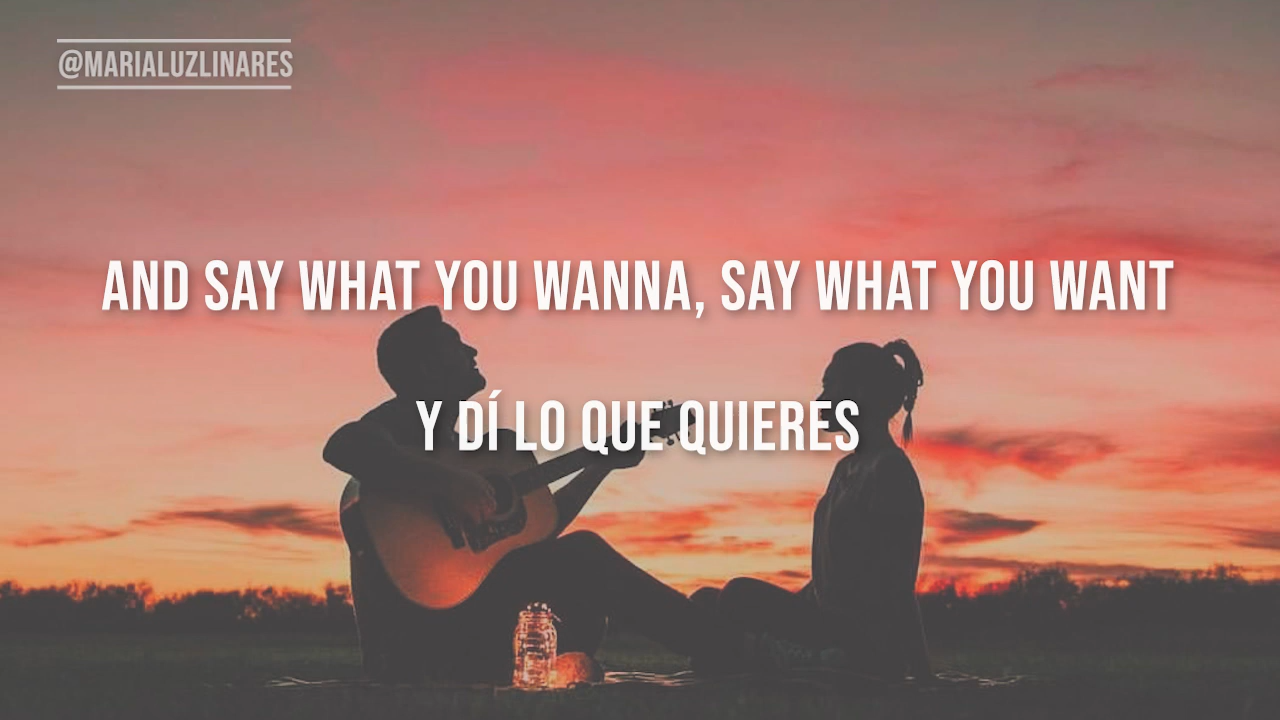 @MARIALUZLINARES
AND SAY WHAT YOU WANNA, SAY WHAT YOU WANT
Y DÍ LO QUE QUIERES